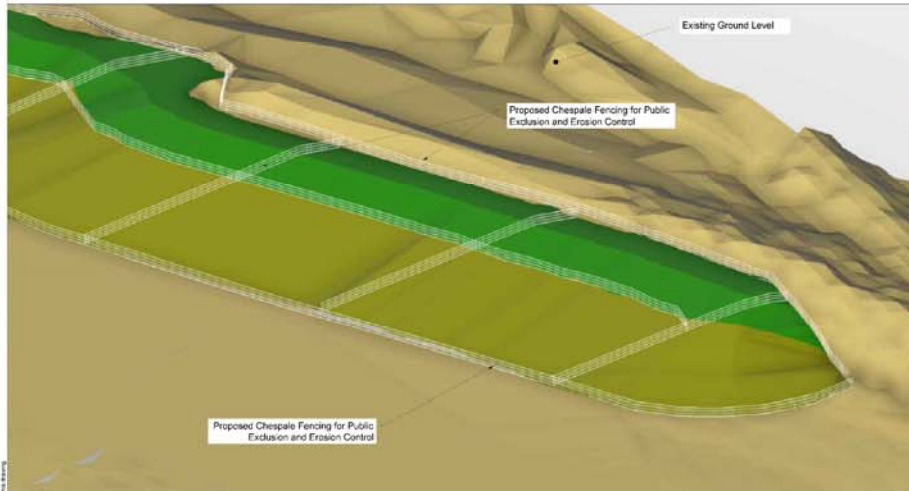 Existing Ground Level
Proposed Chespale Fencing for Public
Exclusion and Erosion Control
Proposed Chespale Fencing for Public
Exclusion and Erosion Control